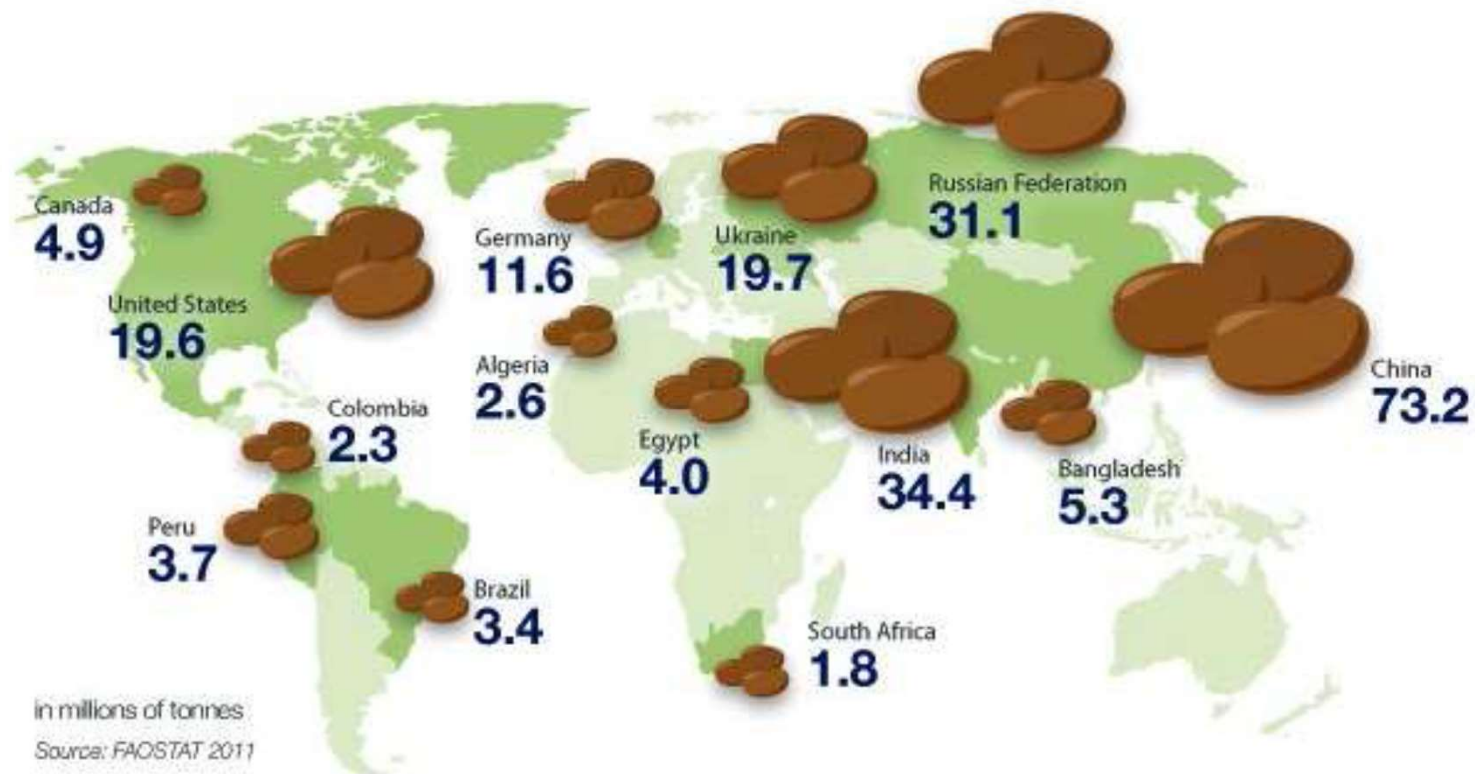 Canada
4.9
United States
19.6
Colombia
2.3
Peru
3.7
Brazil
3.4
Germany
11.6
Algeria
2.6
Ukraine
19.7
Egypt
4.0
South Africa
1.8
Russian Federation
31.1
India
34.4
Bangladesh
5.3
China
73.2
in millions of tonnes
Source: FAOSTAT 2011